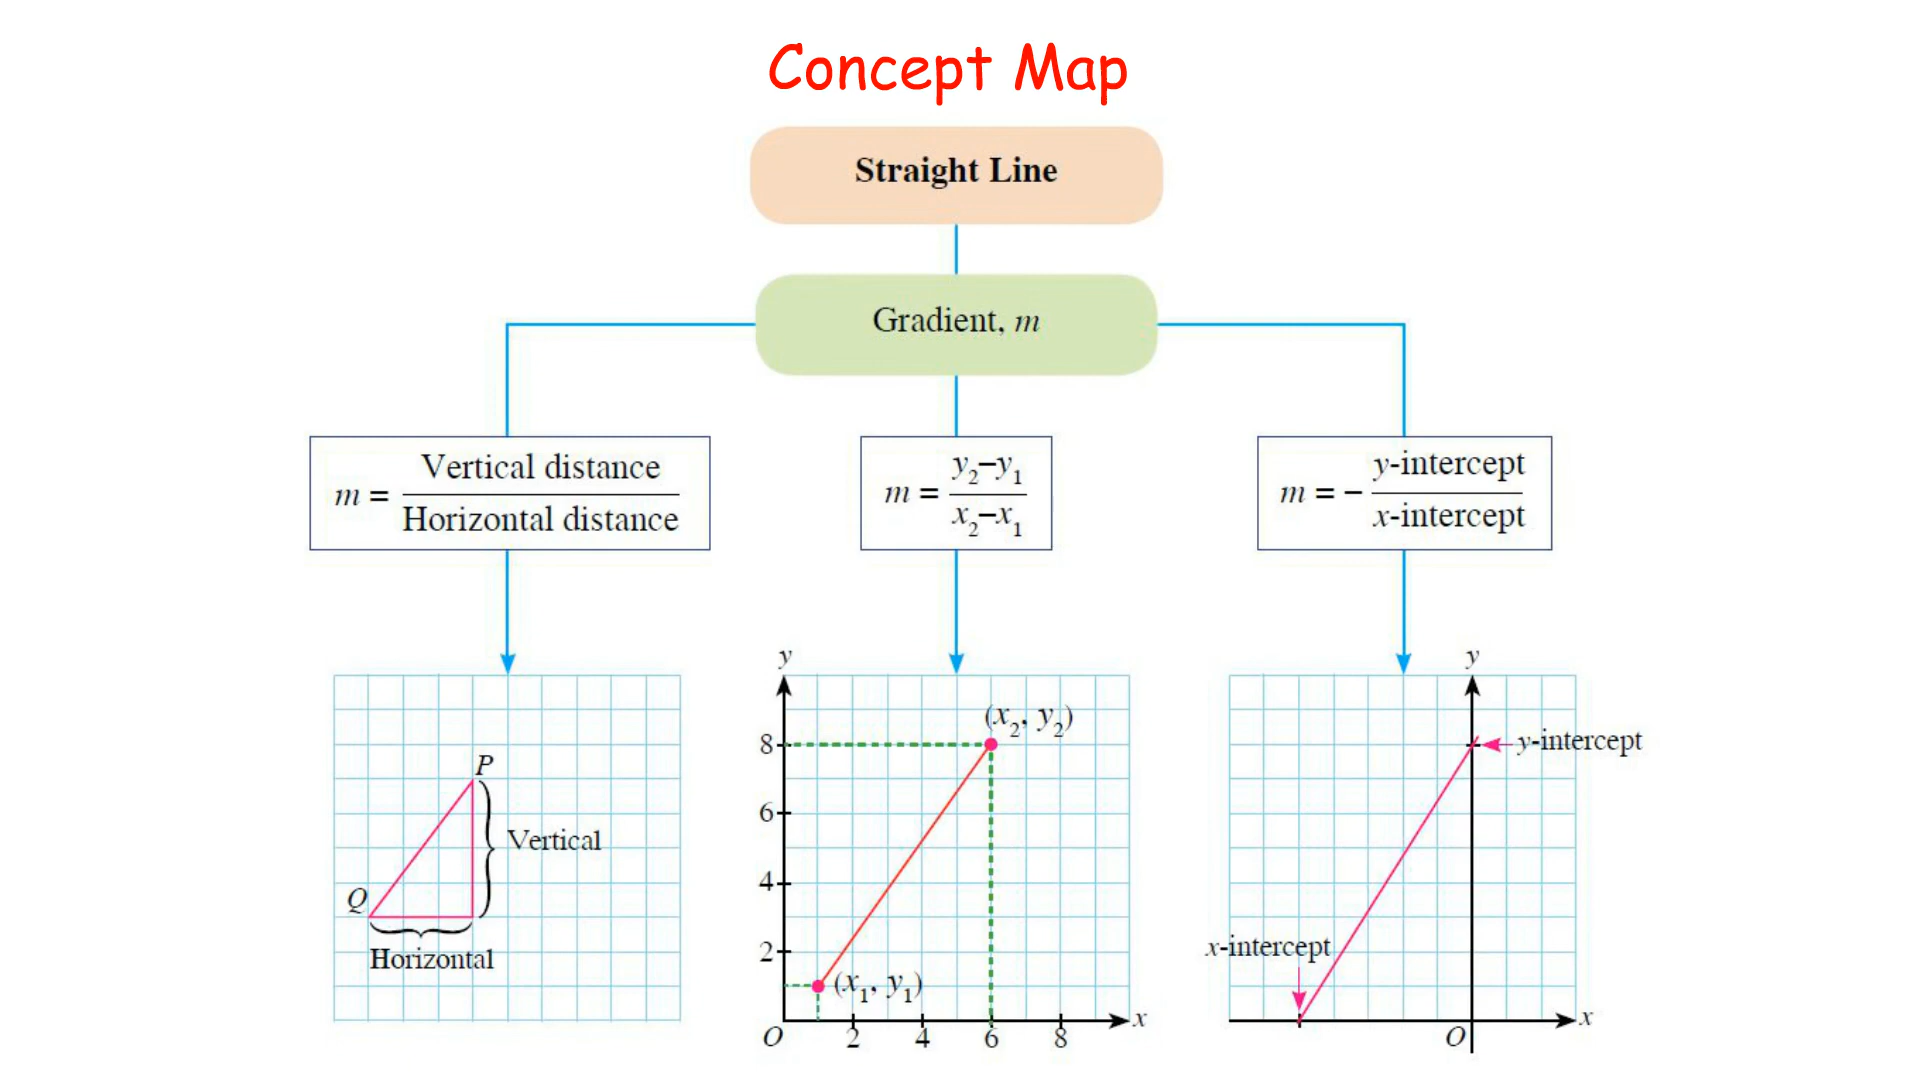 Concept Map
Straight Line
Gradient, m
m = Vertical distance / Horizontal distance
m = y₂–y₁ / x₂–x₁
m = – y-intercept / x-intercept
P
Q
Vertical
Horizontal
y
(x₂, y₂)
8
6
4
2
(x₁, y₁)
O
2
4
6
8
x
y
y-intercept
x-intercept
O
x